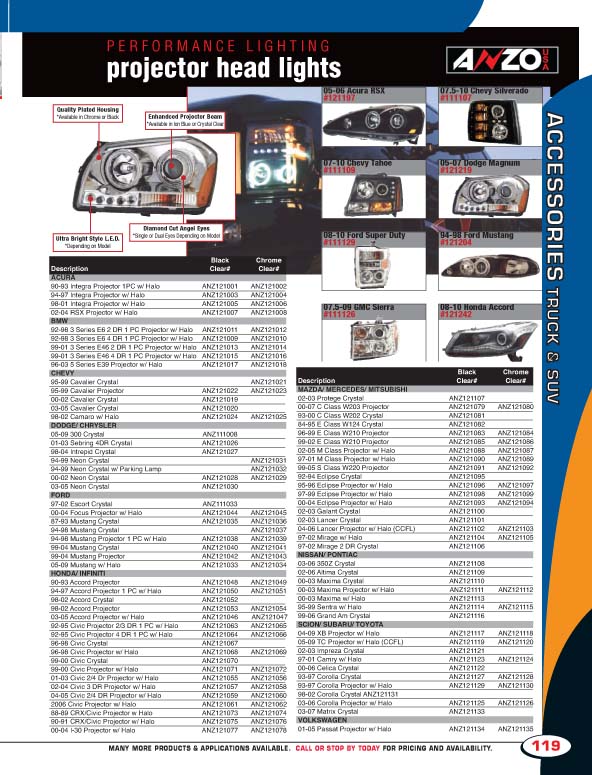 PERFORMANCE LIGHTING
projector head lights
ANZO USA
Quality Plated Housing
*Available in Chrome or Black
Enhandced Projector Beam
*Available in Ion Blue or Crystal Clear
Ultra Bright Style L.E.D.
*Depending on Model
Diamond Cut Angel Eyes
*Single or Dual Eyes Depending on Model
05-06 Acura RSX
#121107
07.5-10 Chevy Silverado
#111107
07-10 Chevy Tahoe
#111109
05-07 Dodge Magnum
#121219
08-10 Ford Super Duty
#111129
94-98 Ford Mustang
#121204
07.5-09 GMC Sierra
#111126
08-10 Honda Accord
#121242
ACCESSORIES TRUCK & SUV
Black Chrome
Description Clear# Clear#
ACURA
90-93 Integra Projector 1PC w/ Halo ANZ121001 ANZ121002
94-97 Integra Projector w/ Halo ANZ121003 ANZ121004
98-01 Integra Projector w/ Halo ANZ121005 ANZ121006
02-04 RSX Projector w/ Halo ANZ121007 ANZ121008
BMW
92-98 3 Series E6 2 DR 1 PC Projector w/ Halo ANZ121011 ANZ121012
92-98 3 Series E6 4 DR 1 PC Projector w/ Halo ANZ121009 ANZ121010
99-01 3 Series E46 2 DR 1 PC Projector w/ Halo ANZ121013 ANZ121014
99-01 3 Series E46 4 DR 1 PC Projector w/ Halo ANZ121015 ANZ121016
96-03 5 Series E39 Projector w/ Halo ANZ121017 ANZ121018
CHEVY
95-99 Cavalier Crystal ANZ121021
95-99 Cavalier Projector ANZ121022 ANZ121023
00-02 Cavalier Crystal ANZ121019
03-05 Cavalier Crystal ANZ121020
98-02 Camaro w/ Halo ANZ121024 ANZ121025
DODGE/ CHRYSLER
05-09 300 Crystal ANZ111008
01-03 Sebring 4DR Crystal ANZ121026
98-04 Intrepid Crystal ANZ121027
94-99 Neon Crystal ANZ121031
94-99 Neon Crystal w/ Parking Lamp ANZ121032
00-02 Neon Crystal ANZ121028 ANZ121029
03-05 Neon Crystal ANZ121030
FORD
97-02 Escort Crystal ANZ111033
00-04 Focus Projector w/ Halo ANZ121044 ANZ121045
87-93 Mustang Crystal ANZ121035 ANZ121036
94-98 Mustang Crystal ANZ121037
94-98 Mustang Projector 1 PC w/ Halo ANZ121038 ANZ121039
99-04 Mustang Crystal ANZ121040 ANZ121041
99-04 Mustang Projector ANZ121042 ANZ121043
05-09 Mustang w/ Halo ANZ121033 ANZ121034
HONDA/ INFINITI
90-93 Accord Projector ANZ121048 ANZ121049
94-97 Accord Projector 1 PC w/ Halo ANZ121050 ANZ121051
98-02 Accord Crystal ANZ121052
98-02 Accord Projector ANZ121053 ANZ121054
03-05 Accord Projector w/ Halo ANZ121046 ANZ121047
92-95 Civic Projector 2/3 DR 1 PC w/ Halo ANZ121063 ANZ121065
92-95 Civic Projector 4 DR 1 PC w/ Halo ANZ121064 ANZ121066
96-98 Civic Crystal ANZ121067
96-98 Civic Projector w/ Halo ANZ121068 ANZ121069
99-00 Civic Crystal ANZ121070
99-00 Civic Projector w/ Halo ANZ121071 ANZ121072
01-03 Civic 2/4 Dr Projector w/ Halo ANZ121055 ANZ121056
02-04 Civic 3 DR Projector w/ Halo ANZ121057 ANZ121058
04-05 Civic 2/4 DR Projector w/ Halo ANZ121059 ANZ121060
2006 Civic Projector w/ Halo ANZ121061 ANZ121062
88-89 CRX/Civic Projector w/ Halo ANZ121073 ANZ121074
90-91 CRX/Civic Projector w/ Halo ANZ121075 ANZ121076
00-04 I-30 Projector w/ Halo ANZ121077 ANZ121078
Black Chrome
Description Clear# Clear#
MAZDA/ MERCEDES/ MITSUBISHI
02-03 Protege Crystal ANZ121107
00-07 C Class W203 Projector ANZ121079 ANZ121080
93-00 C Class W202 Crystal ANZ121081
84-95 E Class W124 Crystal ANZ121082
96-99 E Class W210 Projector ANZ121083 ANZ121084
99-02 E Class W210 Projector ANZ121085 ANZ121086
02-05 M Class Projector w/ Halo ANZ121088 ANZ121087
97-01 M Class Projector w/ Halo ANZ121090 ANZ121089
99-05 S Class W220 Projector ANZ121091 ANZ121092
92-94 Eclipse Crystal ANZ121095
95-96 Eclipse Projector w/ Halo ANZ121096 ANZ121097
97-99 Eclipse Projector w/ Halo ANZ121098 ANZ121099
00-04 Eclipse Projector w/ Halo ANZ121093 ANZ121094
02-03 Galant Crystal ANZ121100
02-03 Lancer Crystal ANZ121101
04-06 Lancer Projector w/ Halo (CCFL) ANZ121102 ANZ121103
97-02 Mirage w/ Halo ANZ121104 ANZ121105
97-02 Mirage 2 DR Crystal ANZ121106
NISSAN/ PONTIAC
03-06 350Z Crystal ANZ121108
02-06 Altima Crystal ANZ121109
00-03 Maxima Crystal ANZ121110
00-03 Maxima Projector w/ Halo ANZ121111 ANZ121112
00-03 Maxima w/ Halo ANZ121113
95-99 Sentra w/ Halo ANZ121114 ANZ121115
99-06 Grand Am Crystal ANZ121116
SCION/ SUBARU/ TOYOTA
04-09 XB Projector w/ Halo ANZ121117 ANZ121118
05-09 TC Projector w/ Halo (CCFL) ANZ121119 ANZ121120
02-03 Impreza Crystal ANZ121121
97-01 Camry w/ Halo ANZ121123 ANZ121124
00-06 Celica Crystal ANZ121122
93-97 Corolla Crystal ANZ121127 ANZ121128
93-97 Corolla Projector w/ Halo ANZ121129 ANZ121130
98-02 Corolla Crystal ANZ121131
03-06 Corolla Projector w/ Halo ANZ121125 ANZ121126
03-07 Matrix Crystal ANZ121133
VOLKSWAGEN
01-05 Passat Projector w/ Halo ANZ121134 ANZ121135
MANY MORE PRODUCTS & APPLICATIONS AVAILABLE. CALL OR STOP BY TODAY FOR PRICING AND AVAILABILITY.
119